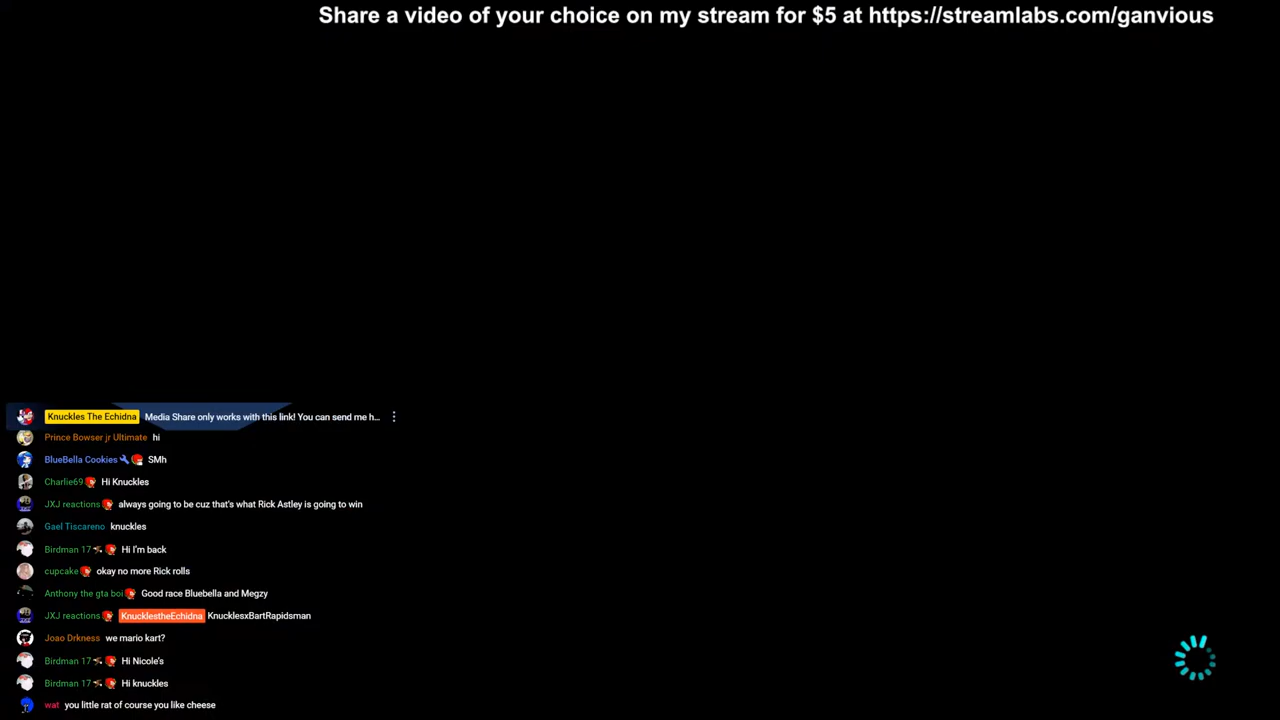 Share a video of your choice on my stream for $5 at https://streamlabs.com/ganvious
Knuckles The Echidna Media Share only works with this link! You can send me h...
Prince Bowser jr Ultimate hi
BlueBella Cookies SMh
Charlie69 Hi Knuckles
JXJ reactions always going to be cuz that's what Rick Astley is going to win
Gael Tiscareno knuckles
Birdman 17 Hi I'm back
cupcake okay no more Rick rolls
Anthony the gta boi Good race Bluebella and Megzy
JXJ reactions KnucklestheEchidna KnucklesxBartRapidsman
Joao Drkness we mario kart?
Birdman 17 Hi Nicole's
Birdman 17 Hi knuckles
wat you little rat of course you like cheese